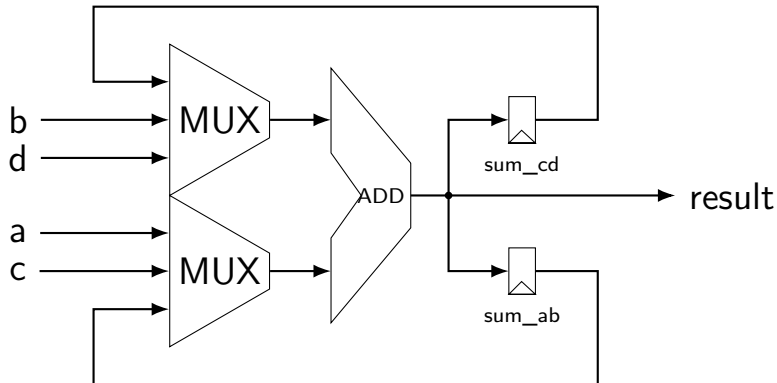 b
MUX
d
sum_cd
ADD
result
a
c
MUX
sum_ab